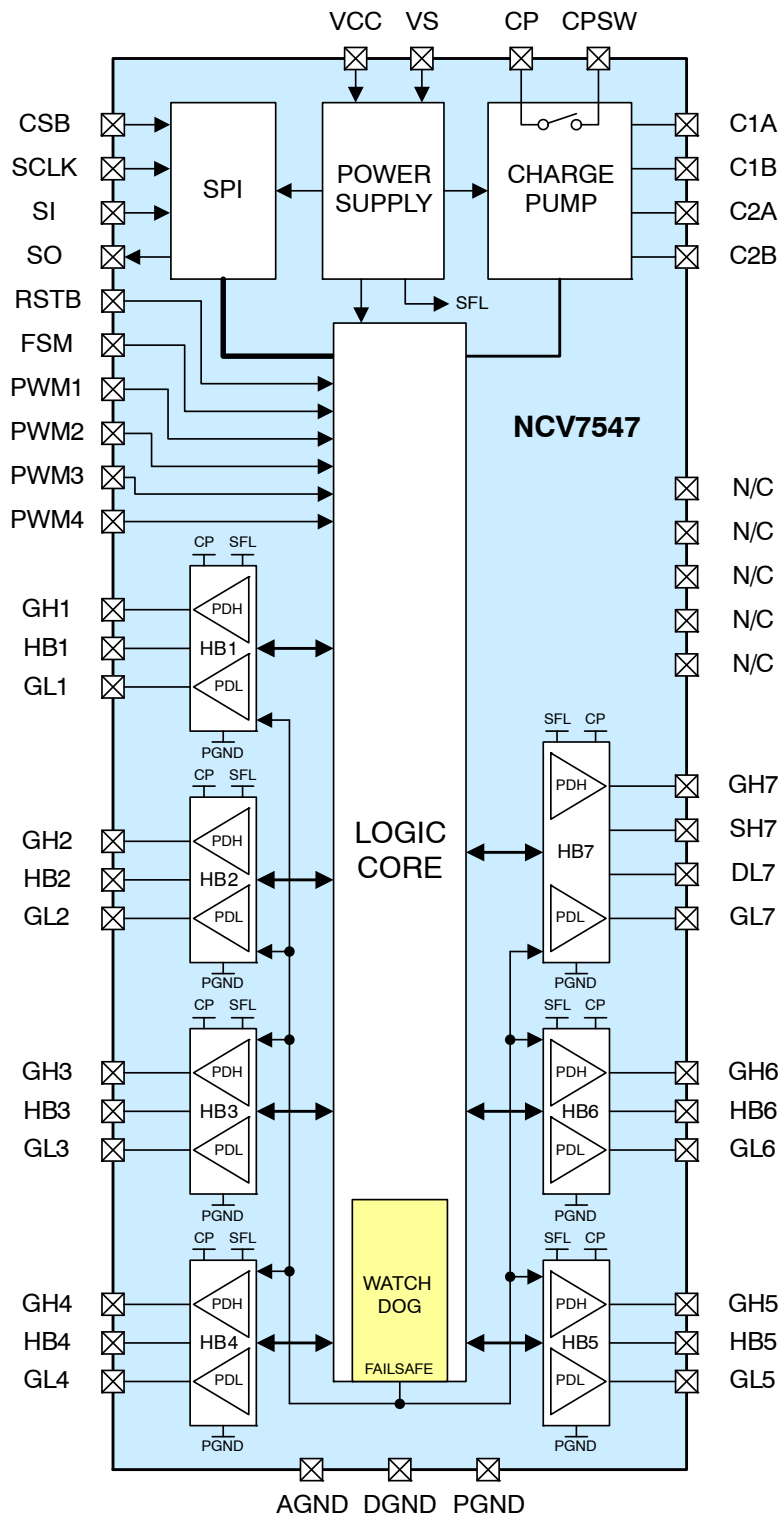 VCC VS CP CPSW
CSB
SCLK
SI
SO
RSTB
FSM
PWM1
PWM2
PWM3
PWM4
SPI
POWER
SUPPLY
CHARGE
PUMP
SFL
C1A
C1B
C2A
C2B
NCV7547
N/C
N/C
N/C
N/C
N/C
LOGIC
CORE
CP SFL
GH1
HB1
GL1
PDH
HB1
PDL
PGND
CP SFL
GH2
HB2
GL2
PDH
HB2
PDL
PGND
CP SFL
GH3
HB3
GL3
PDH
HB3
PDL
PGND
CP SFL
GH4
HB4
GL4
PDH
HB4
PDL
PGND
SFL CP
PDH
HB7
PDL
PGND
GH7
SH7
DL7
GL7
SFL CP
PDH
HB6
PDL
PGND
GH6
HB6
GL6
SFL CP
PDH
HB5
PDL
PGND
GH5
HB5
GL5
WATCH
DOG
FAILSAFE
AGND DGND PGND